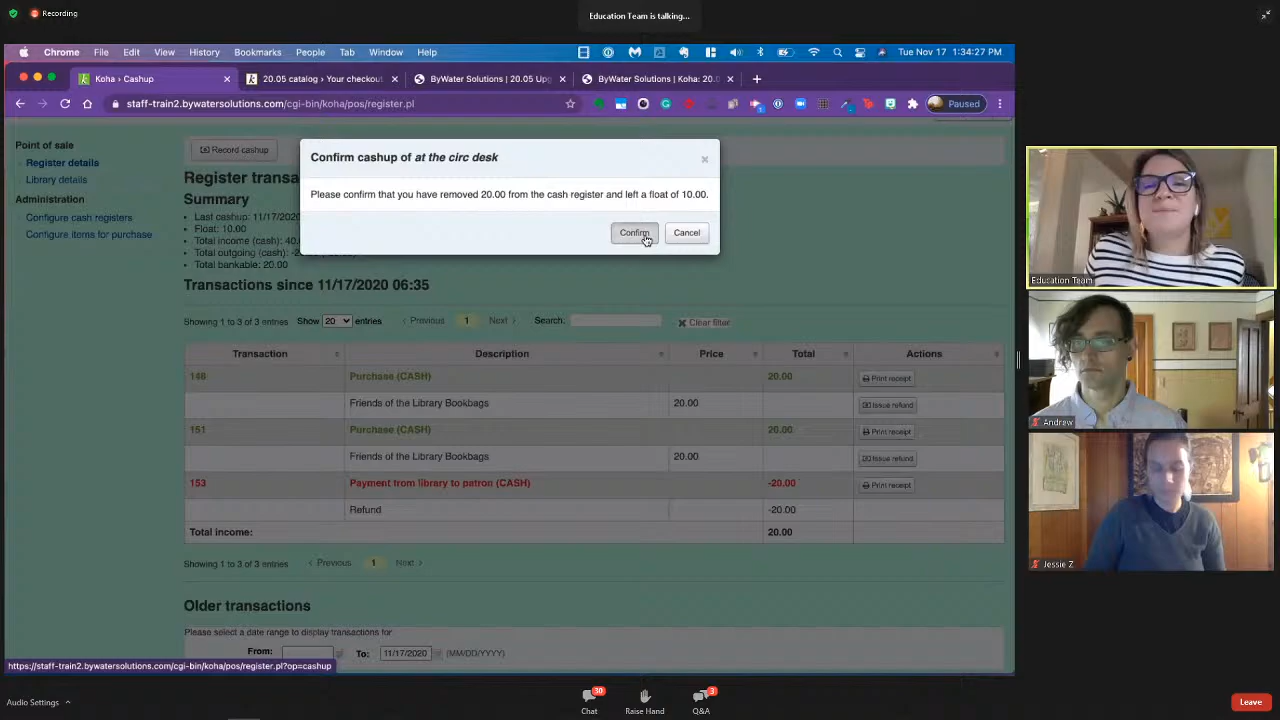 Recording
Education Team is talking...
Chrome File Edit View History Bookmarks People Tab Window Help
Tue Nov 17 1:34:27 PM
Koha › Cashup
20.05 catalog › Your checkout
ByWater Solutions | 20.05 Upg
ByWater Solutions | Koha: 20.0
staff-train2.bywatersolutions.com/cgi-bin/koha/pos/register.pl
Paused
Point of sale
Register details
Library details
Administration
Configure cash registers
Configure items for purchase
Record cashup
Confirm cashup of at the circ desk
Please confirm that you have removed 20.00 from the cash register and left a float of 10.00.
Confirm
Cancel
Register transa
Summary
Last cashup: 11/17/2020
Float: 10.00
Total income (cash): 40.
Total outgoing (cash): -2
Total bankable: 20.00
Transactions since 11/17/2020 06:35
Showing 1 to 3 of 3 entries Show 20 entries Previous 1 Next Search: Clear filter
Transaction Description Price Total Actions
148 Purchase (CASH) 20.00 Print receipt
Friends of the Library Bookbags 20.00 Issue refund
151 Purchase (CASH) 20.00 Print receipt
Friends of the Library Bookbags 20.00 Issue refund
153 Payment from library to patron (CASH) -20.00 Print receipt
Refund -20.00
Total income: 20.00
Showing 1 to 3 of 3 entries Previous 1 Next
Older transactions
Please select a date range to display transactions for
From: To: 11/17/2020 (MM/DD/YYYY)
https://staff-train2.bywatersolutions.com/cgi-bin/koha/pos/register.pl?op=cashup
Education Team
Andrew
Jessie Z
Audio Settings
30
Chat
Raise Hand
3
Q&A
Leave